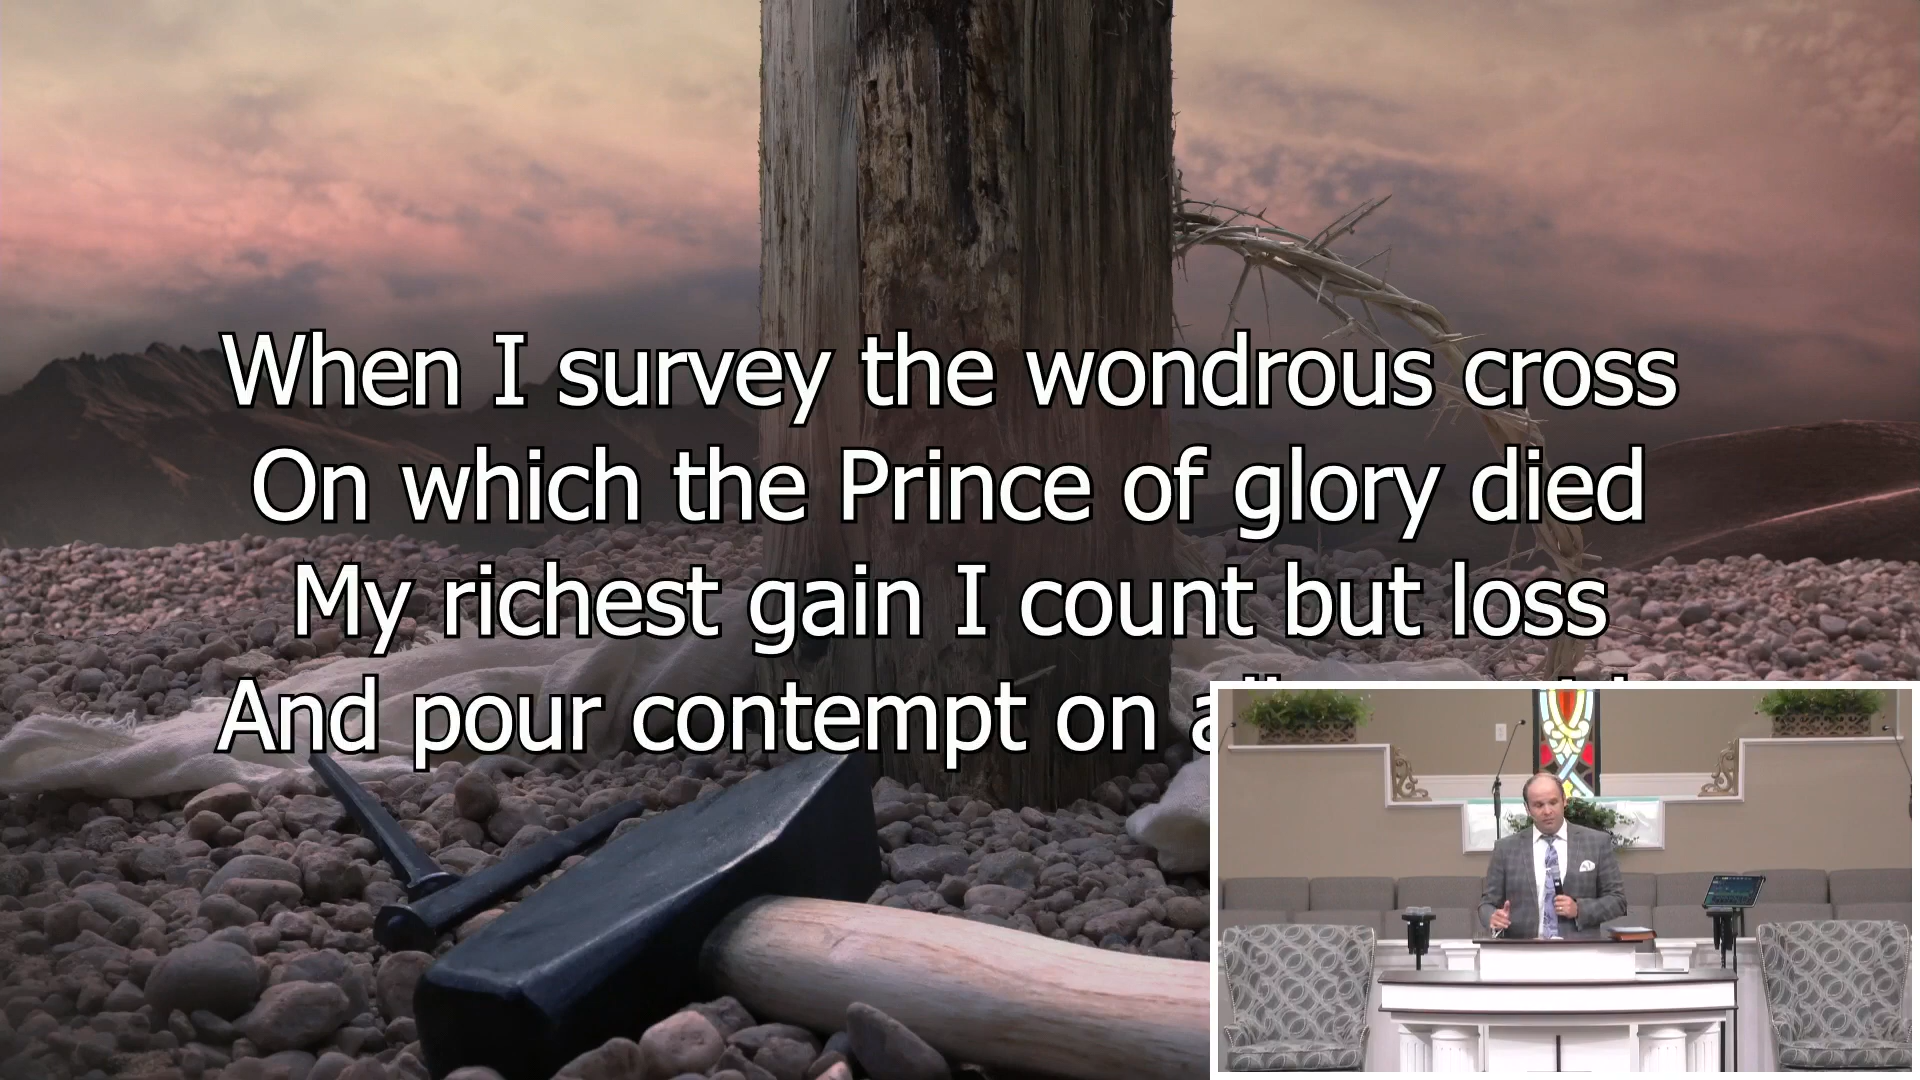 When I survey the wondrous cross
On which the Prince of glory died
My richest gain I count but loss
And pour contempt on